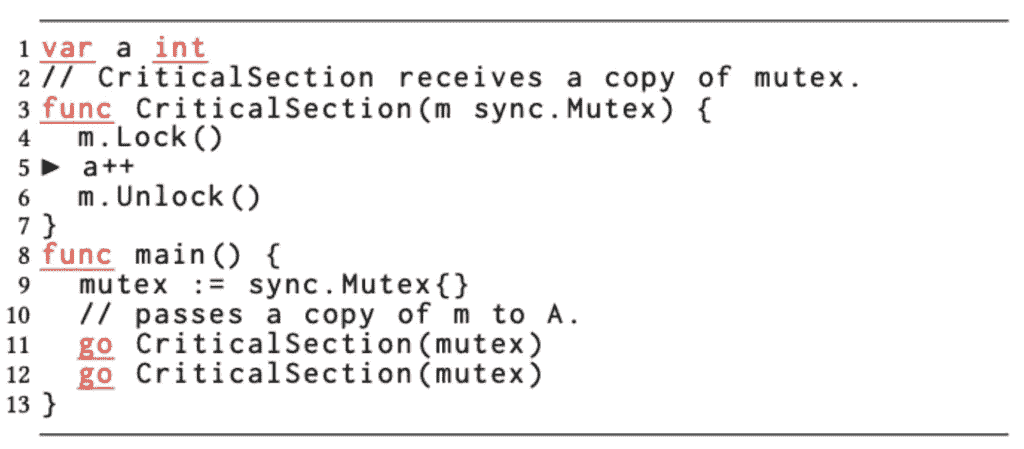 1 var a int
2 // CriticalSection receives a copy of mutex.
3 func CriticalSection(m sync.Mutex) {
4 m.Lock()
5 ▶ a++
6 m.Unlock()
7 }
8 func main() {
9 mutex := sync.Mutex{}
10 // passes a copy of m to A.
11 go CriticalSection(mutex)
12 go CriticalSection(mutex)
13 }